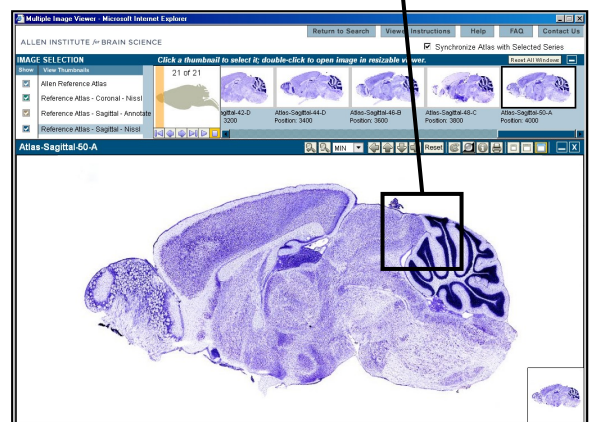 Multiple Image Viewer - Microsoft Internet Explorer
Return to Search Viewer Instructions Help FAQ Contact Us
ALLEN INSTITUTE for BRAIN SCIENCE
Synchronize Atlas with Selected Series
IMAGE SELECTION Click a thumbnail to select it; double-click to open image in resizable viewer. Reset All Windows
Show View Thumbnails
21 of 21
Allen Reference Atlas
Reference Atlas - Coronal - Nissl
Reference Atlas - Sagittal - Annotate
Reference Atlas - Sagittal - Nissl
agittal-42-D Atlas-Sagittal-44-D Atlas-Sagittal-46-B Atlas-Sagittal-48-C Atlas-Sagittal-50-A
3200 Position: 3400 Position: 3600 Position: 3800 Position: 4000
Atlas-Sagittal-50-A MIN Reset